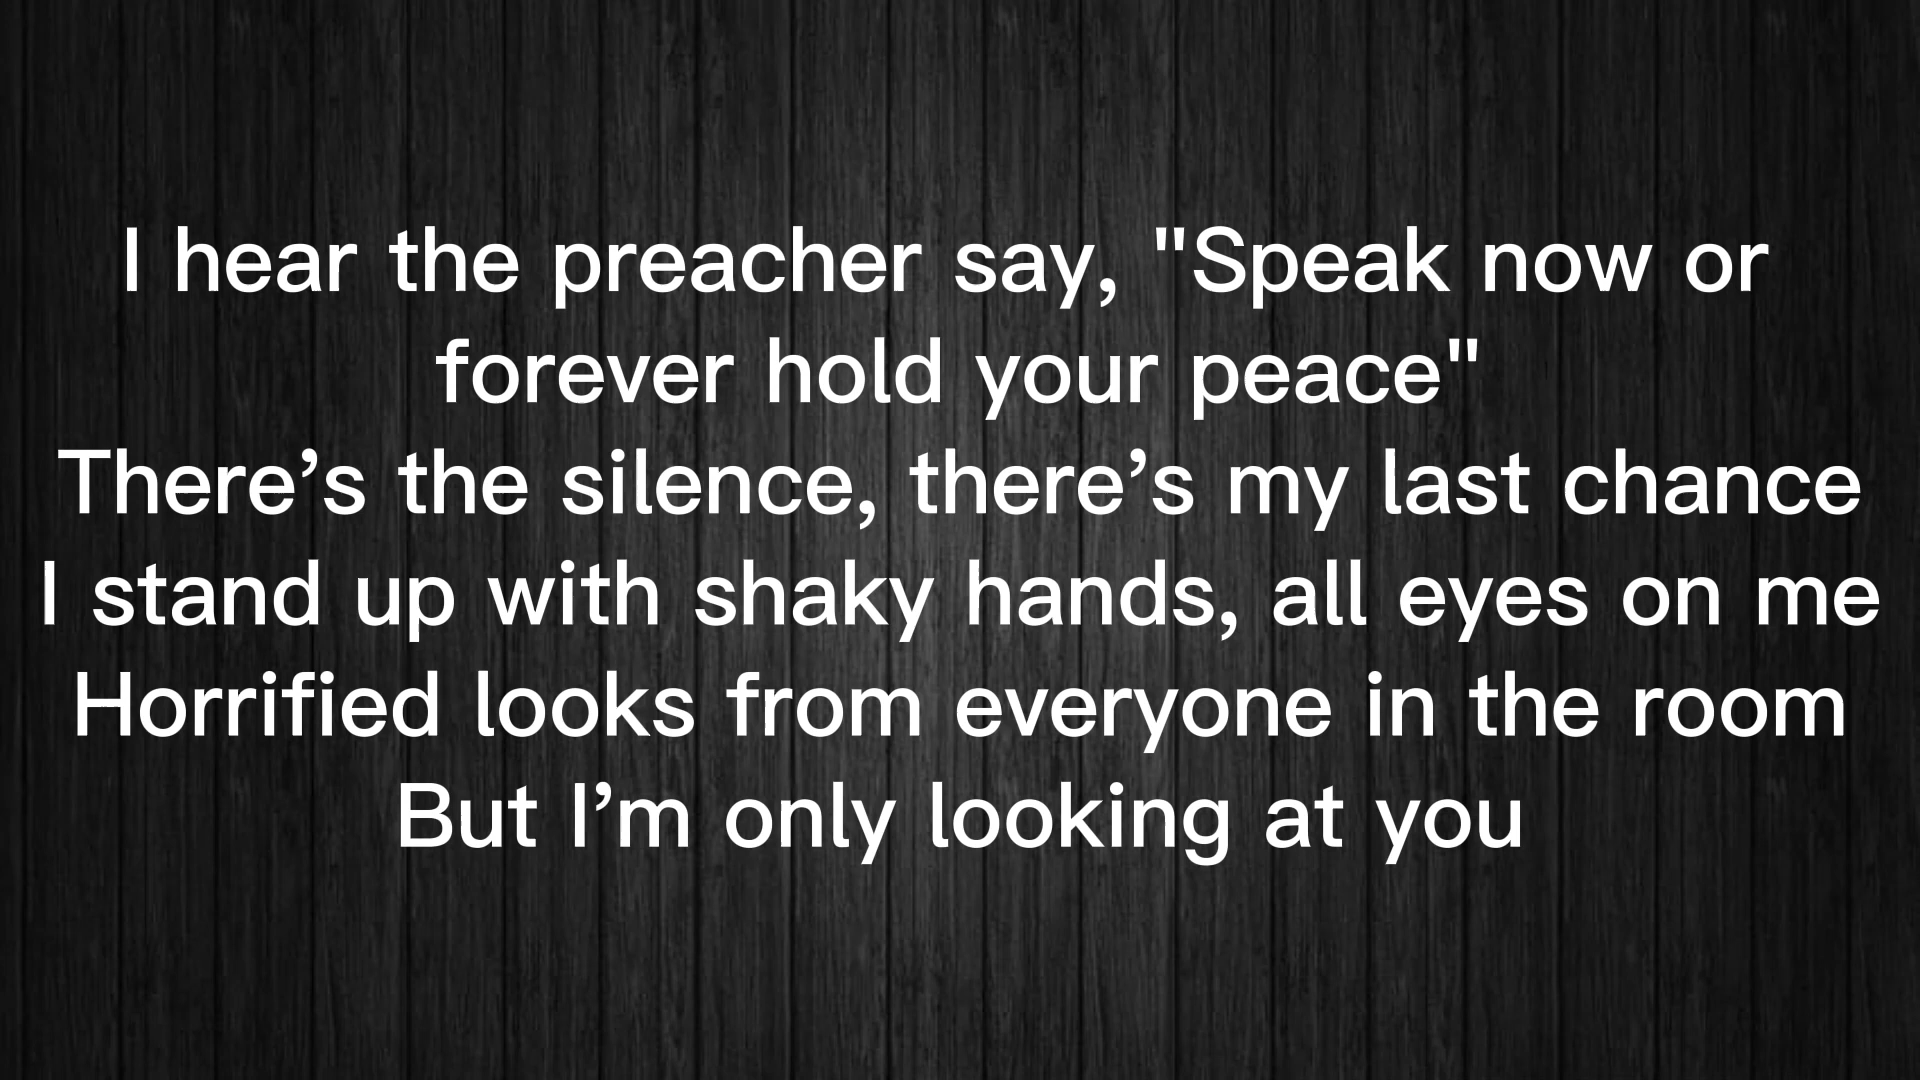 I hear the preacher say, "Speak now or
forever hold your peace"
There’s the silence, there’s my last chance
I stand up with shaky hands, all eyes on me
Horrified looks from everyone in the room
But I’m only looking at you